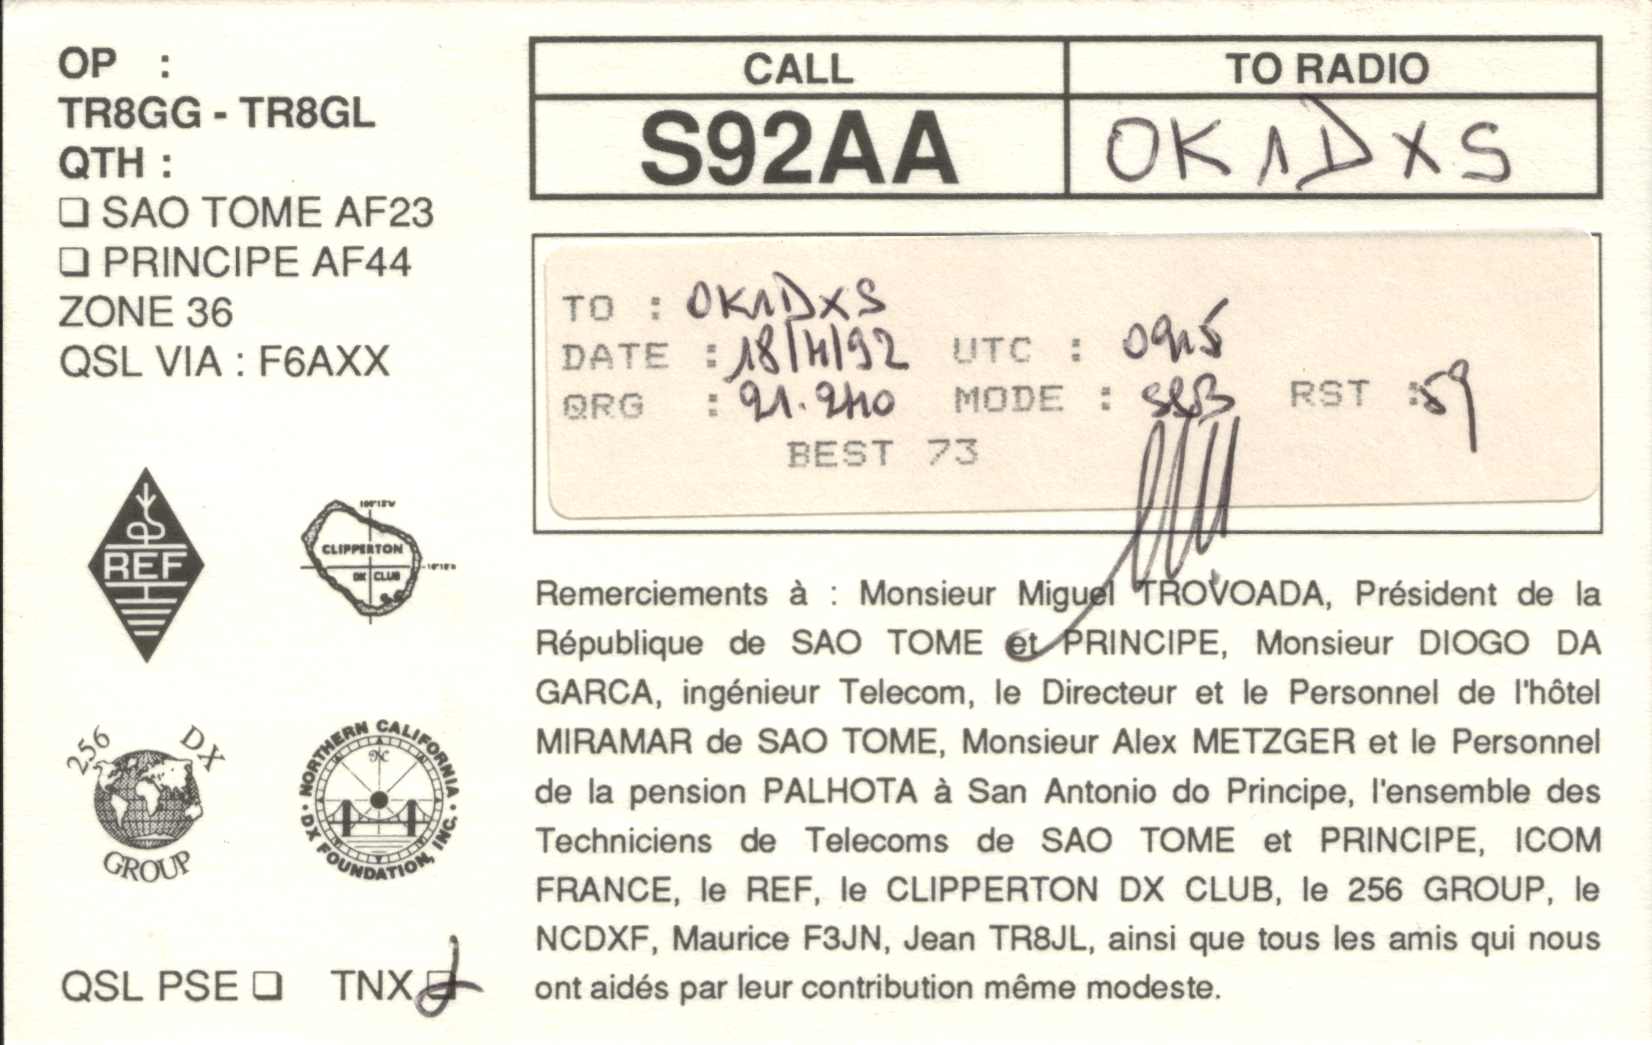 OP :
TR8GG - TR8GL
QTH :
❑ SAO TOME AF23
❑ PRINCIPE AF44
ZONE 36
QSL VIA : F6AXX
CALL
S92AA
TO RADIO
OK1DXS
TO : OK1DXS
DATE : 18/4/92 UTC : 0915
QRG : 21.240 MODE : SSB RST : 59
BEST 73
REF
CLIPPERTON
DX CLUB
256 DX
GROUP
NORTHERN CALIFORNIA
DX FOUNDATION, INC.
Remerciements à : Monsieur Miguel TROVOADA, Président de la
République de SAO TOME et PRINCIPE, Monsieur DIOGO DA
GARCA, ingénieur Telecom, le Directeur et le Personnel de l'hôtel
MIRAMAR de SAO TOME, Monsieur Alex METZGER et le Personnel
de la pension PALHOTA à San Antonio do Principe, l'ensemble des
Techniciens de Telecoms de SAO TOME et PRINCIPE, ICOM
FRANCE, le REF, le CLIPPERTON DX CLUB, le 256 GROUP, le
NCDXF, Maurice F3JN, Jean TR8JL, ainsi que tous les amis qui nous
ont aidés par leur contribution même modeste.
QSL PSE ❑ TNX ❑